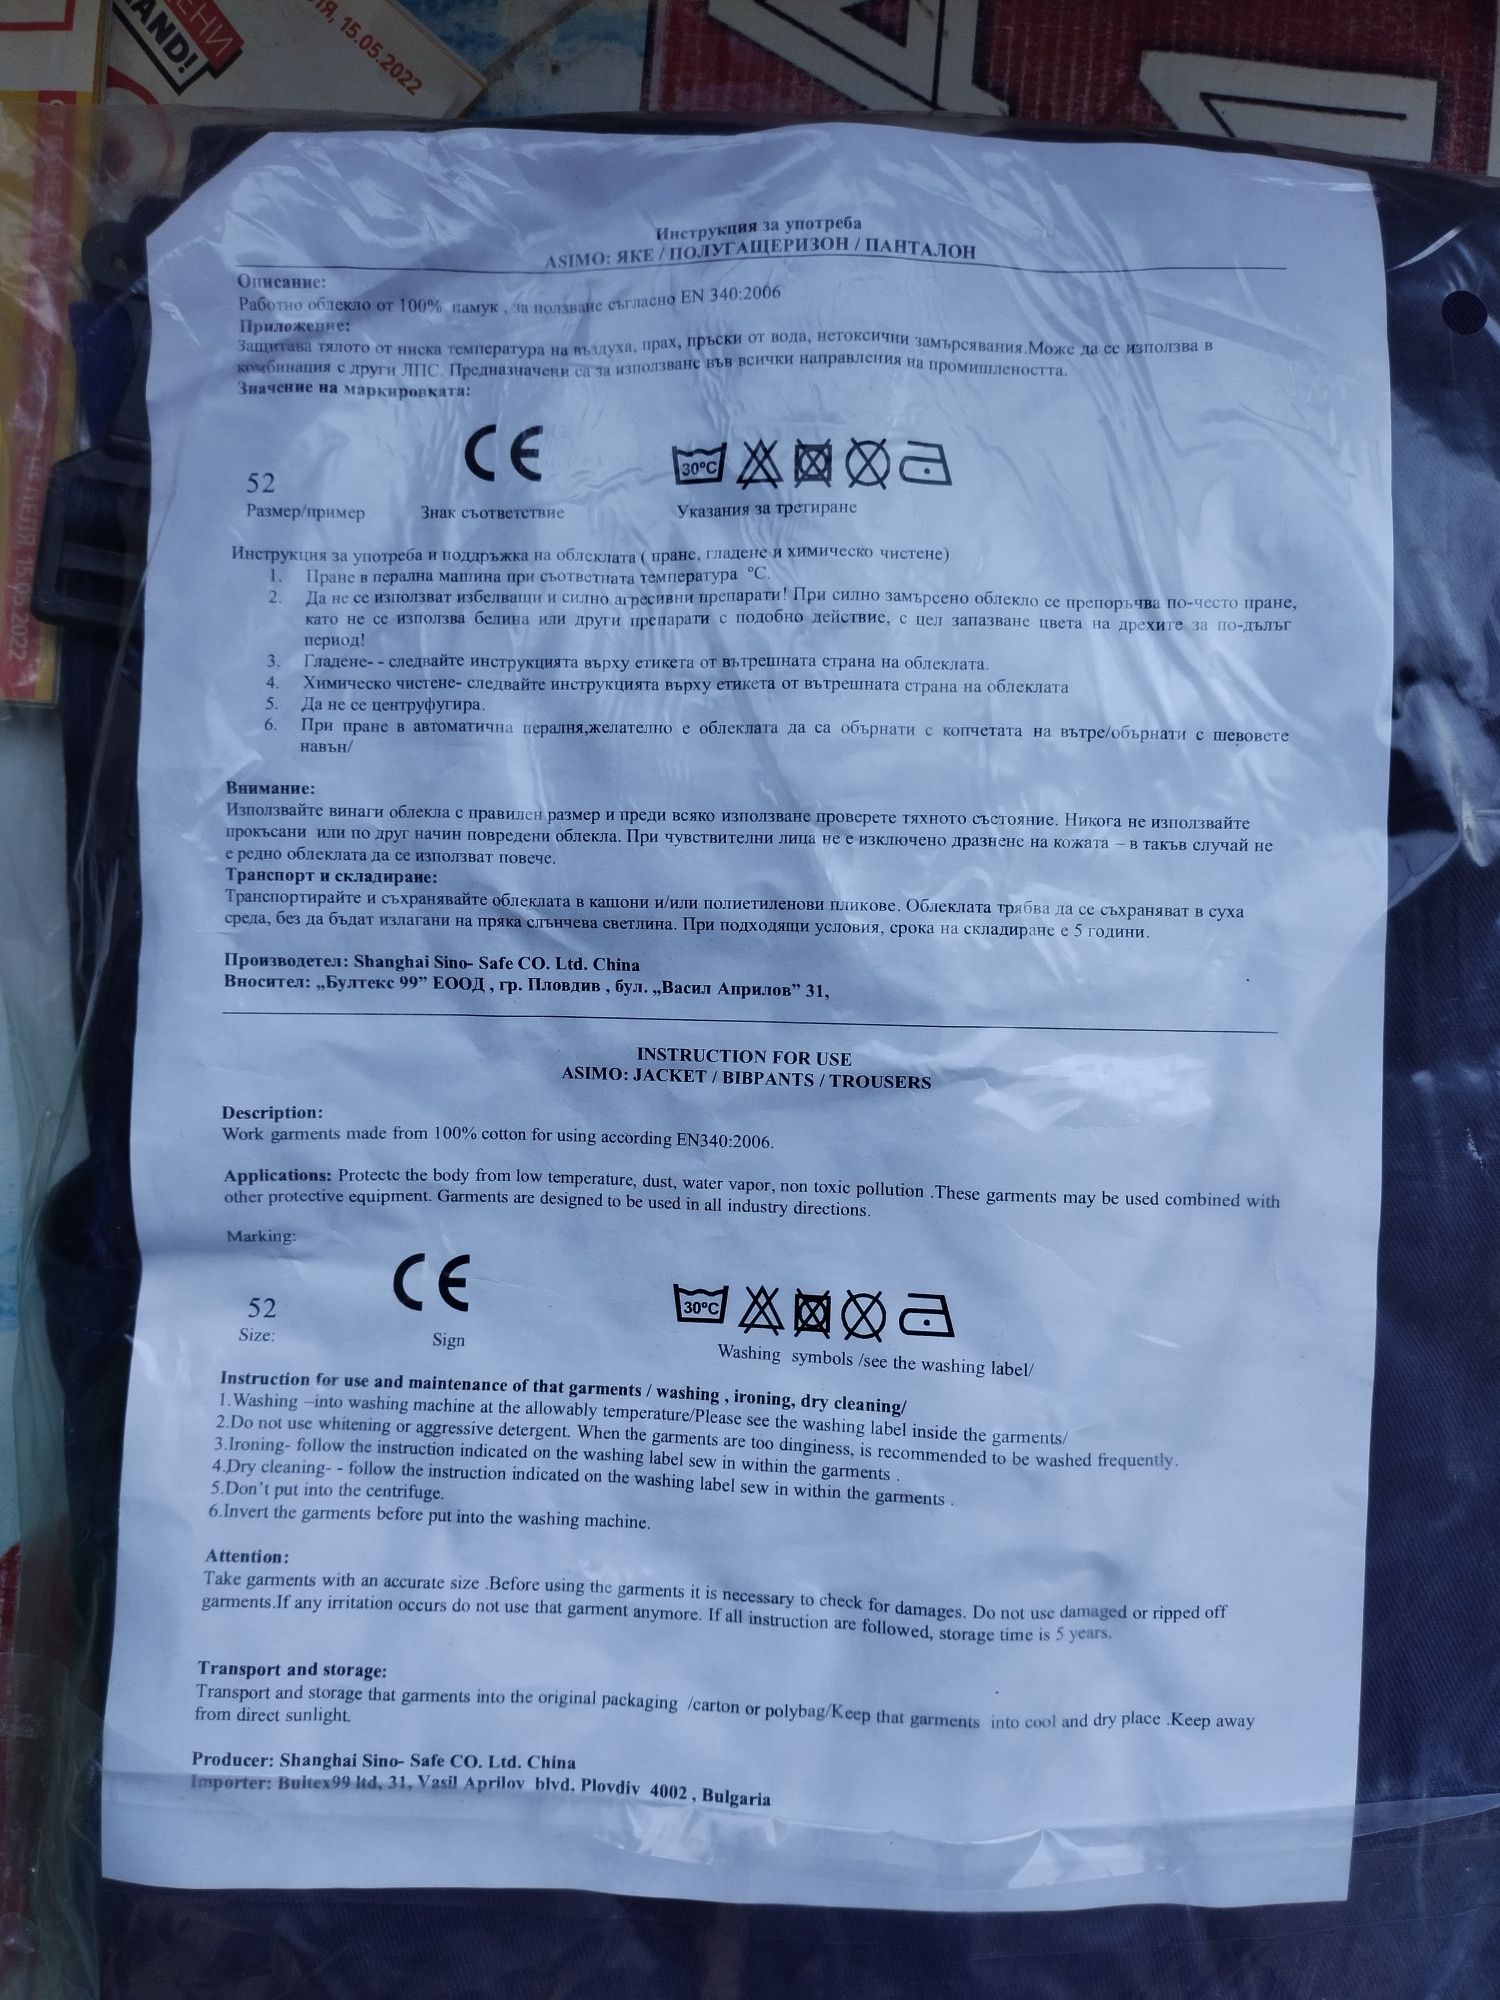 ЕНИ
AND!
ЛЯ, 15.05.2022
15.05.2022
Инструкция за употреба
ASIMO: ЯКЕ / ПОЛУГАЩЕРИЗОН / ПАНТАЛОН
Описание:
Работно облекло от 100% памук , за ползване съгласно EN 340:2006
Приложение:
Защитава тялото от ниска температура на въздуха, прах, пръски от вода, нетоксични замърсявания.Може да се използва в
комбинация с други ЛПС. Предназначени са за използване във всички направления на промишлеността.
Значение на маркировката:
CE
30°C
52
Размер/пример Знак съответствие Указания за третиране
Инструкция за употреба и поддръжка на облеклата ( пране, гладене и химическо чистене)
1. Пране в перална машина при съответната температура °C.
2. Да не се използват избелващи и силно агресивни препарати! При силно замърсено облекло се препоръчва по-често пране,
като не се използва белина или други препарати с подобно действие, с цел запазване цвета на дрехите за по-дълъг
период!
3. Гладене- - следвайте инструкцията върху етикета от вътрешната страна на облеклата.
4. Химическо чистене- следвайте инструкцията върху етикета от вътрешната страна на облеклата
5. Да не се центруфугира.
6. При пране в автоматична пералня,желателно е облеклата да са обърнати с копчетата на вътре/обърнати с шевовете
навън/
Внимание:
Използвайте винаги облекла с правилен размер и преди всяко използване проверете тяхното състояние. Никога не използвайте
прокъсани или по друг начин повредени облекла. При чувствителни лица не е изключено дразнене на кожата – в такъв случай не
е редно облеклата да се използват повече.
Транспорт и складиране:
Транспортирайте и съхранявайте облеклата в кашони и/или полиетиленови пликове. Облеклата трябва да се съхраняват в суха
среда, без да бъдат излагани на пряка слънчева светлина. При подходящи условия, срока на складиране е 5 години.
Производетел: Shanghai Sino- Safe CO. Ltd. China
Вносител: „Бултекс 99” ЕООД , гр. Пловдив , бул. „Васил Априлов” 31,
INSTRUCTION FOR USE
ASIMO: JACKET / BIBPANTS / TROUSERS
Description:
Work garments made from 100% cotton for using according EN340:2006.
Applications: Protectc the body from low temperature, dust, water vapor, non toxic pollution .These garments may be used combined with
other protective equipment. Garments are designed to be used in all industry directions.
Marking:
CE
30°C
52
Size: Sign Washing symbols /see the washing label/
Instruction for use and maintenance of that garments / washing , ironing, dry cleaning/
1.Washing –into washing machine at the allowably temperature/Please see the washing label inside the garments/
2.Do not use whitening or aggressive detergent. When the garments are too dinginess, is recommended to be washed frequently.
3.Ironing- follow the instruction indicated on the washing label sew in within the garments .
4.Dry cleaning- - follow the instruction indicated on the washing label sew in within the garments .
5.Don’t put into the centrifuge.
6.Invert the garments before put into the washing machine.
Attention:
Take garments with an accurate size .Before using the garments it is necessary to check for damages. Do not use damaged or ripped off
garments.If any irritation occurs do not use that garment anymore. If all instruction are followed, storage time is 5 years.
Transport and storage:
Transport and storage that garments into the original packaging /carton or polybag/Keep that garments into cool and dry place .Keep away
from direct sunlight.
Producer: Shanghai Sino- Safe CO. Ltd. China
Importer: Bultex99 ltd, 31, Vasil Aprilov blvd. Plovdiv 4002 , Bulgaria